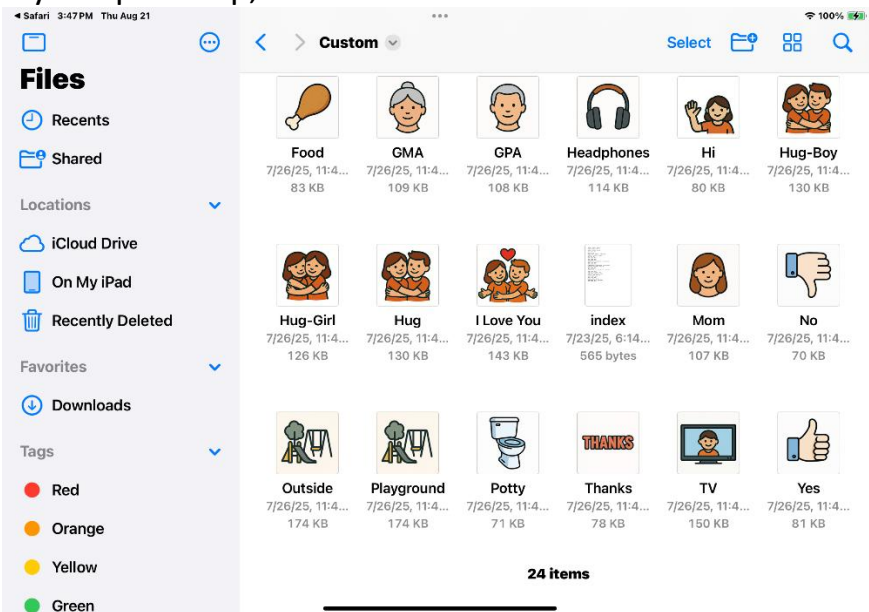 ◂ Safari 3:47 PM Thu Aug 21 100%
Custom Select
Files
Recents
Shared
Locations
iCloud Drive
On My iPad
Recently Deleted
Favorites
Downloads
Tags
Red
Orange
Yellow
Green
Food GMA GPA Headphones Hi Hug-Boy
7/26/25, 11:4... 7/26/25, 11:4... 7/26/25, 11:4... 7/26/25, 11:4... 7/26/25, 11:4... 7/26/25, 11:4...
83 KB 109 KB 108 KB 114 KB 80 KB 130 KB
Hug-Girl Hug I Love You index Mom No
7/26/25, 11:4... 7/26/25, 11:4... 7/26/25, 11:4... 7/23/25, 6:14... 7/26/25, 11:4... 7/26/25, 11:4...
126 KB 130 KB 143 KB 565 bytes 107 KB 70 KB
THANKS
Outside Playground Potty Thanks TV Yes
7/26/25, 11:4... 7/26/25, 11:4... 7/26/25, 11:4... 7/26/25, 11:4... 7/26/25, 11:4... 7/26/25, 11:4...
174 KB 174 KB 71 KB 78 KB 150 KB 81 KB
24 items